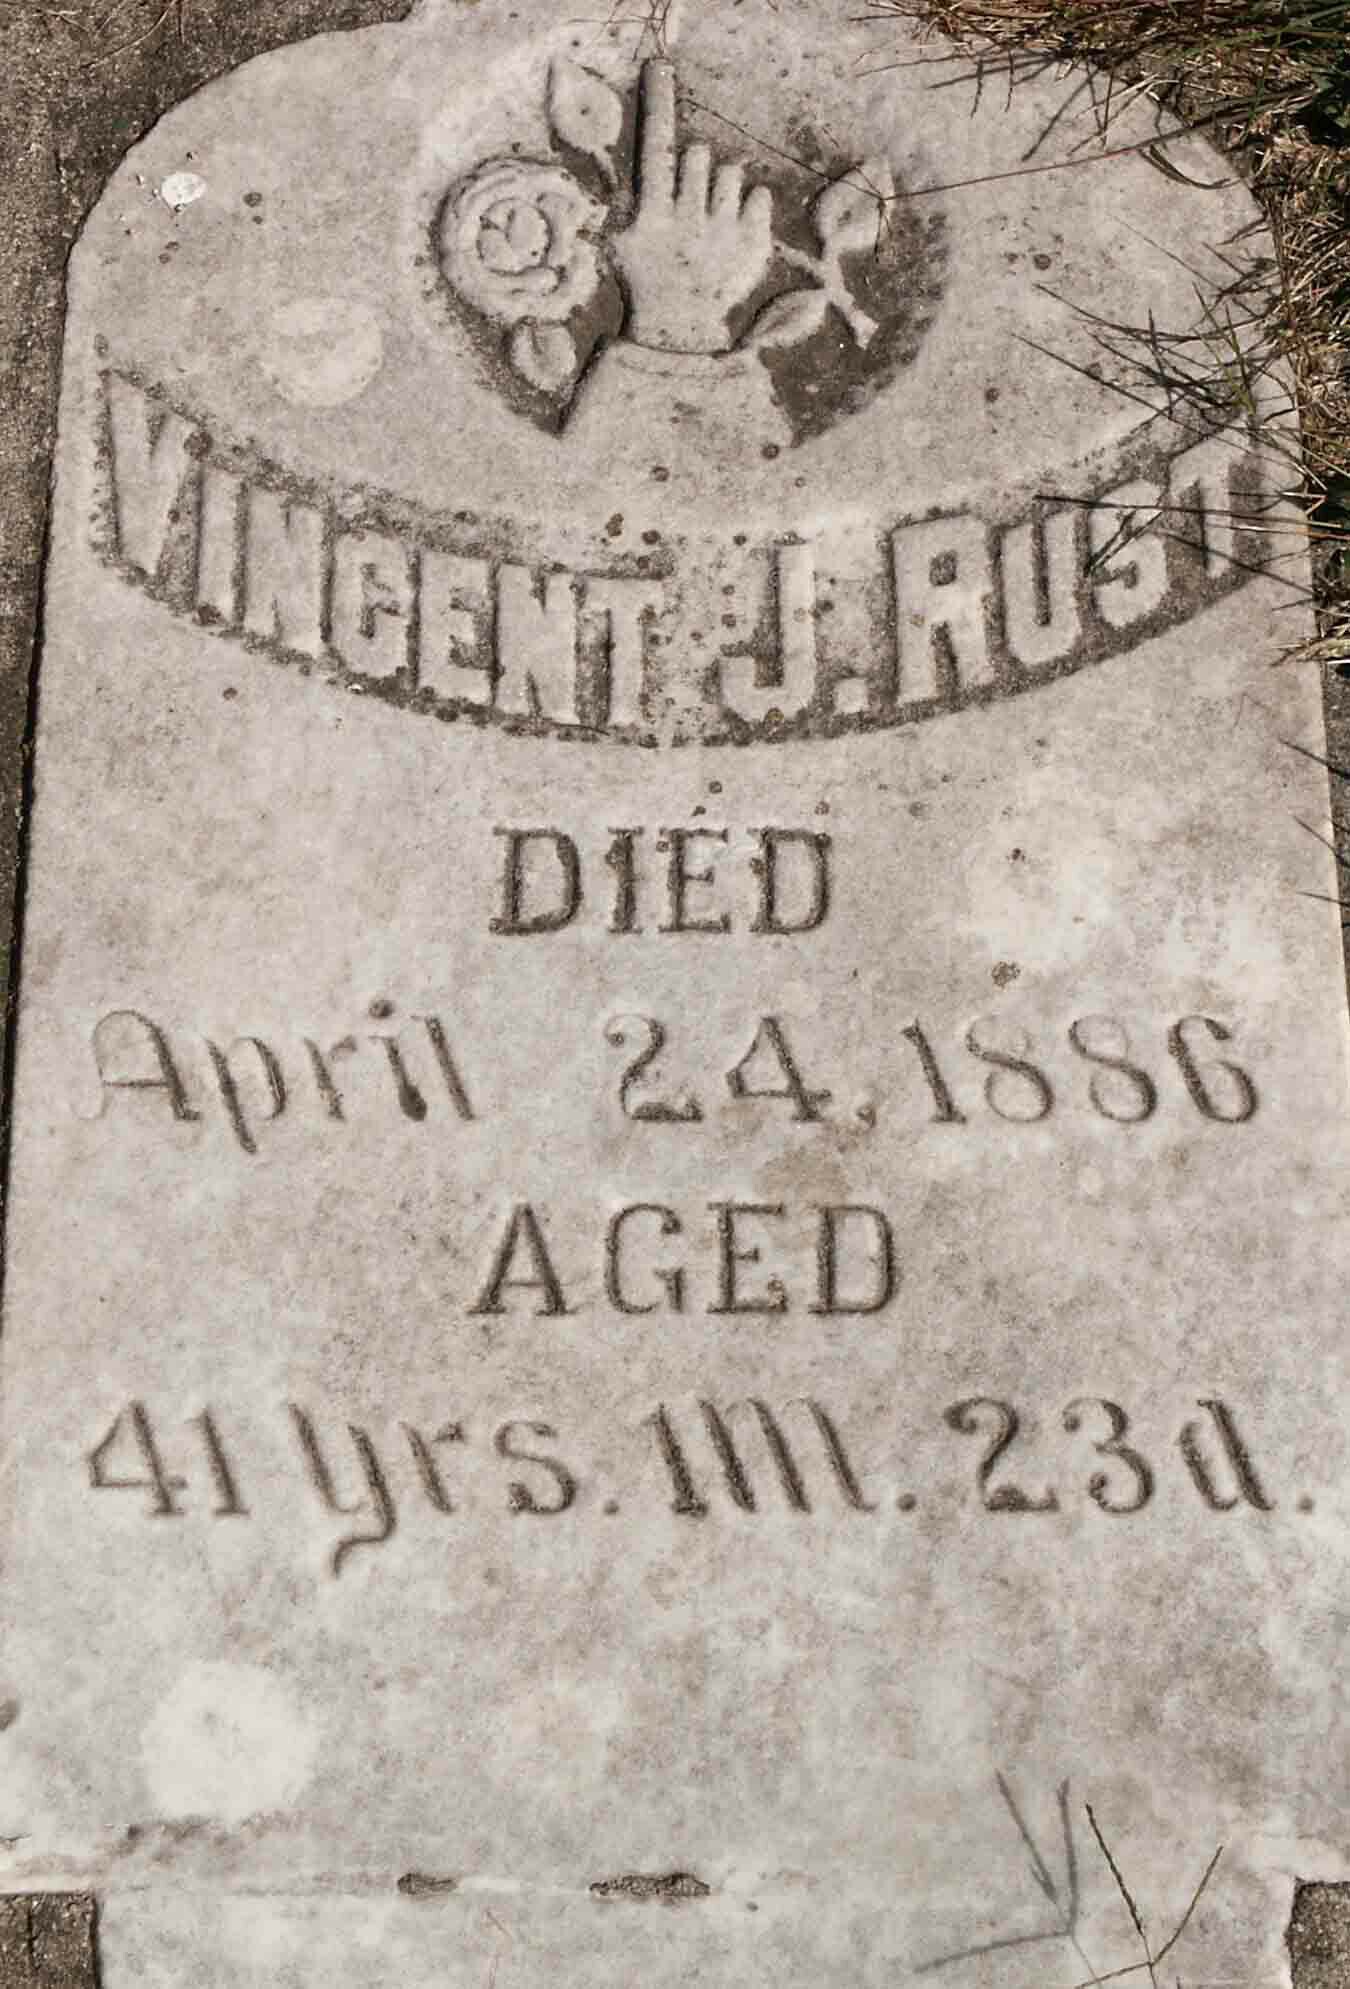 VINCENT J. RUST
DIED
April 24, 1886
AGED
41 yrs. 1M. 23d.